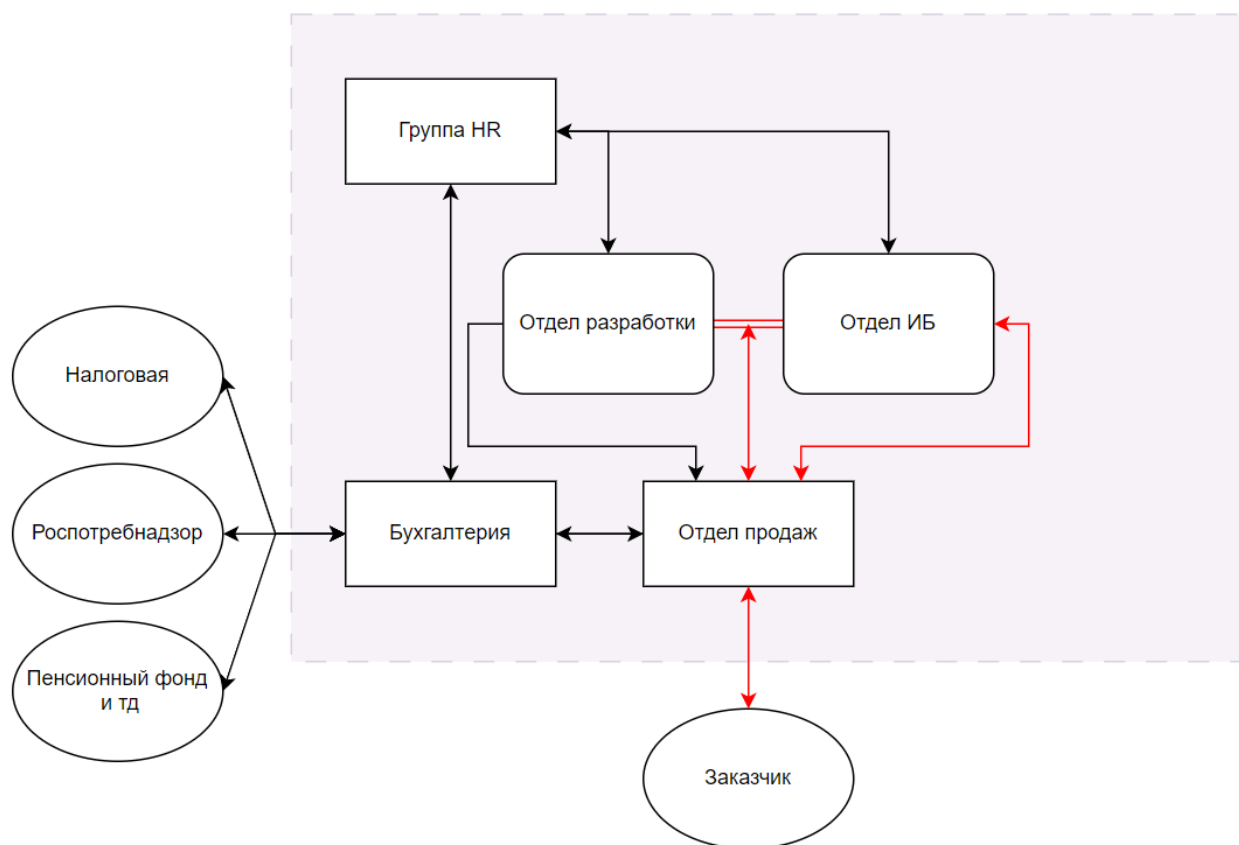 Группа HR
Отдел разработки
Отдел ИБ
Налоговая
Роспотребнадзор
Бухгалтерия
Отдел продаж
Пенсионный фонд
и тд
Заказчик